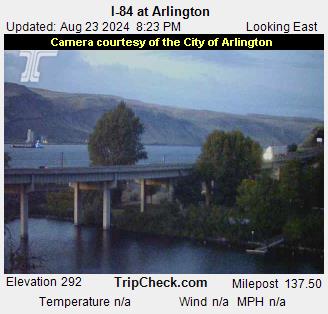 I-84 at Arlington
Updated: Aug 23 2024 8:23 PM Looking East
Camera courtesy of the City of Arlington
Elevation 292 TripCheck.com Milepost 137.50
Temperature n/a Wind n/a MPH n/a